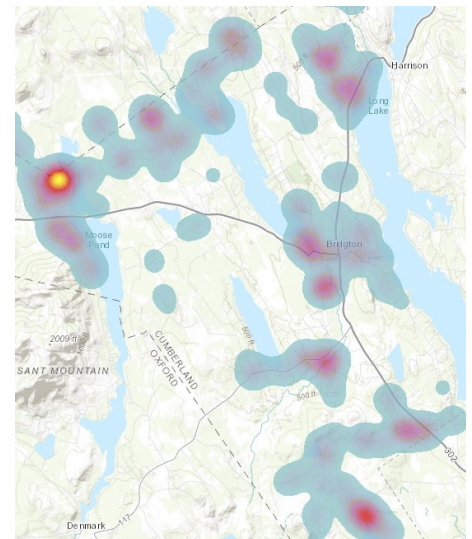 Harrison
Long
Lake
Moose
Pond
Bridgton
2009 ft
SANT MOUNTAIN
CUMBERLAND
OXFORD
500 ft
500 ft
302
Denmark
117